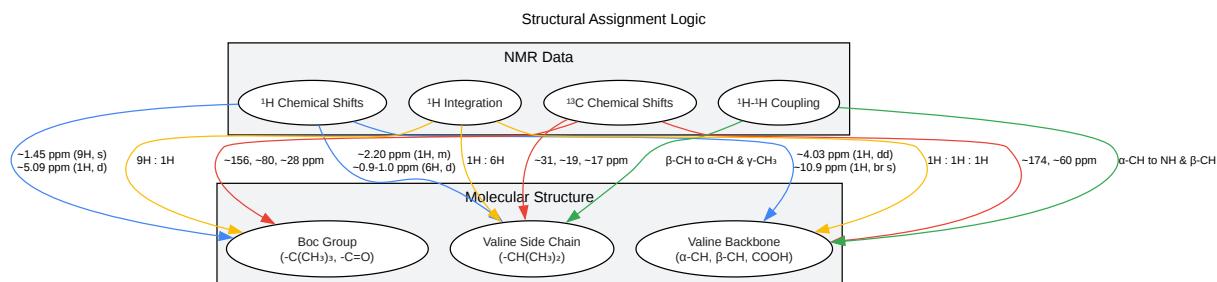 Structural Assignment Logic
NMR Data
¹H Chemical Shifts
¹H Integration
¹³C Chemical Shifts
¹H-¹H Coupling
~1.45 ppm (9H, s)
~5.09 ppm (1H, d)
9H : 1H
~156, ~80, ~28 ppm
~2.20 ppm (1H, m)
~0.9-1.0 ppm (6H, d)
1H : 6H
~31, ~19, ~17 ppm
β-CH to α-CH & γ-CH₃
~4.03 ppm (1H, dd)
~10.9 ppm (1H, br s)
1H : 1H : 1H
~174, ~60 ppm
α-CH to NH & β-CH
Molecular Structure
Boc Group
(-C(CH₃)₃, -C=O)
Valine Side Chain
(-CH(CH₃)₂)
Valine Backbone
(α-CH, β-CH, COOH)